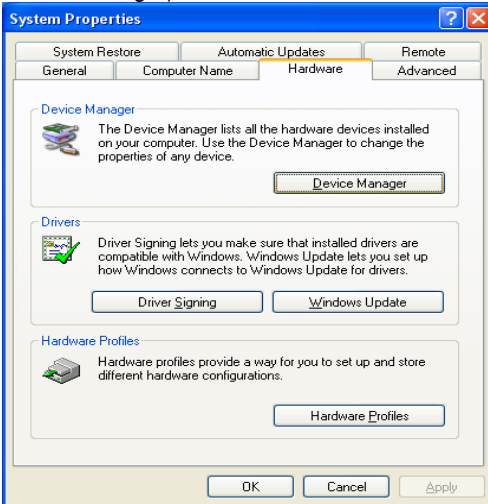 System Properties
System Restore Automatic Updates Remote
General Computer Name Hardware Advanced
Device Manager
The Device Manager lists all the hardware devices installed
on your computer. Use the Device Manager to change the
properties of any device.
Device Manager
Drivers
Driver Signing lets you make sure that installed drivers are
compatible with Windows. Windows Update lets you set up
how Windows connects to Windows Update for drivers.
Driver Signing Windows Update
Hardware Profiles
Hardware profiles provide a way for you to set up and store
different hardware configurations.
Hardware Profiles
OK Cancel Apply